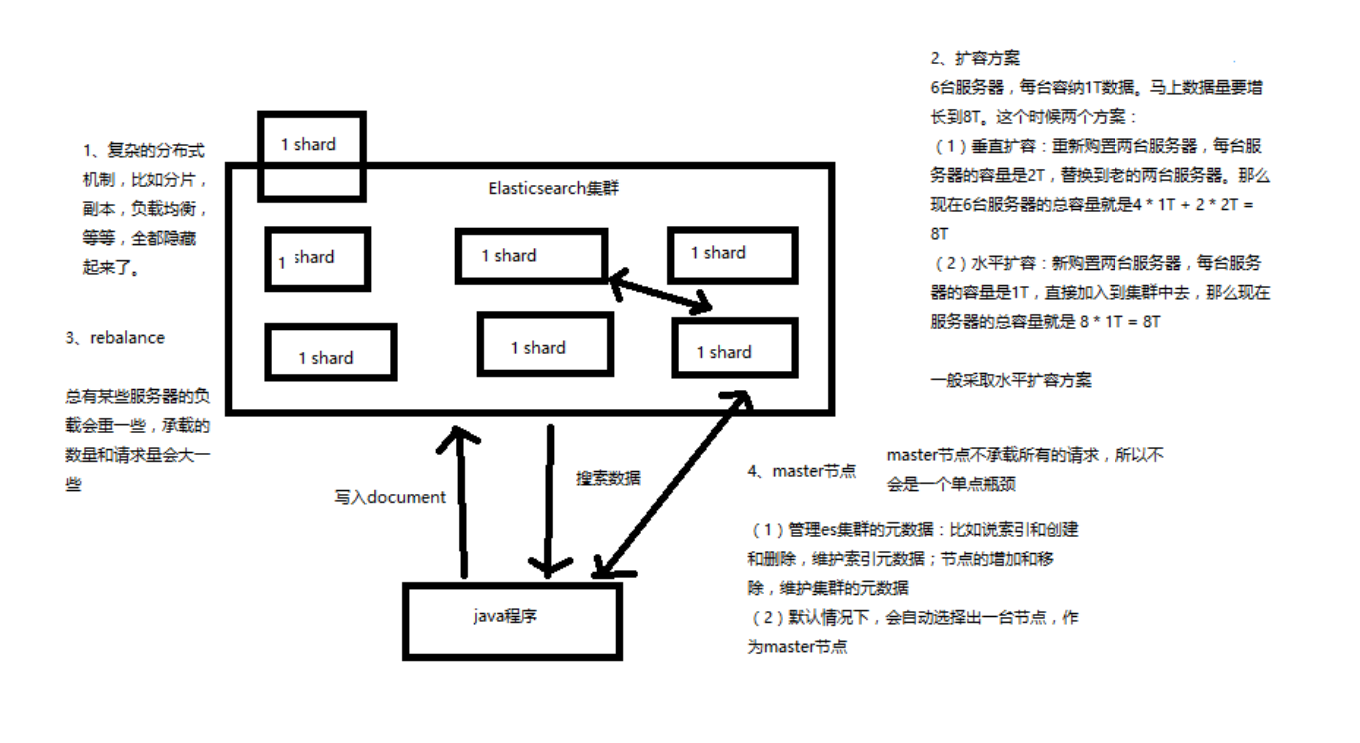 1、复杂的分布式
机制，比如分片，
副本，负载均衡，
等等，全都隐藏
起来了。
1 shard
Elasticsearch集群
1 shard
1 shard
1 shard
1 shard
1 shard
1 shard
2、扩容方案
6台服务器，每台容纳1T数据。马上数据量要增
长到8T。这个时候两个方案：
（1）垂直扩容：重新购置两台服务器，每台服
务器的容量是2T，替换到老的两台服务器。那么
现在6台服务器的总容量就是4 * 1T + 2 * 2T =
8T
（2）水平扩容：新购置两台服务器，每台服务
器的容量是1T，直接加入到集群中去，那么现在
服务器的总容量就是 8 * 1T = 8T
一般采取水平扩容方案
3、rebalance
总有某些服务器的负
载会重一些，承载的
数量和请求量会大一
些
写入document
搜索数据
java程序
4、master节点
master节点不承载所有的请求，所以不
会是一个单点瓶颈
（1）管理es集群的元数据：比如说索引和创建
和删除，维护索引元数据；节点的增加和移
除，维护集群的元数据
（2）默认情况下，会自动选择出一台节点，作
为master节点